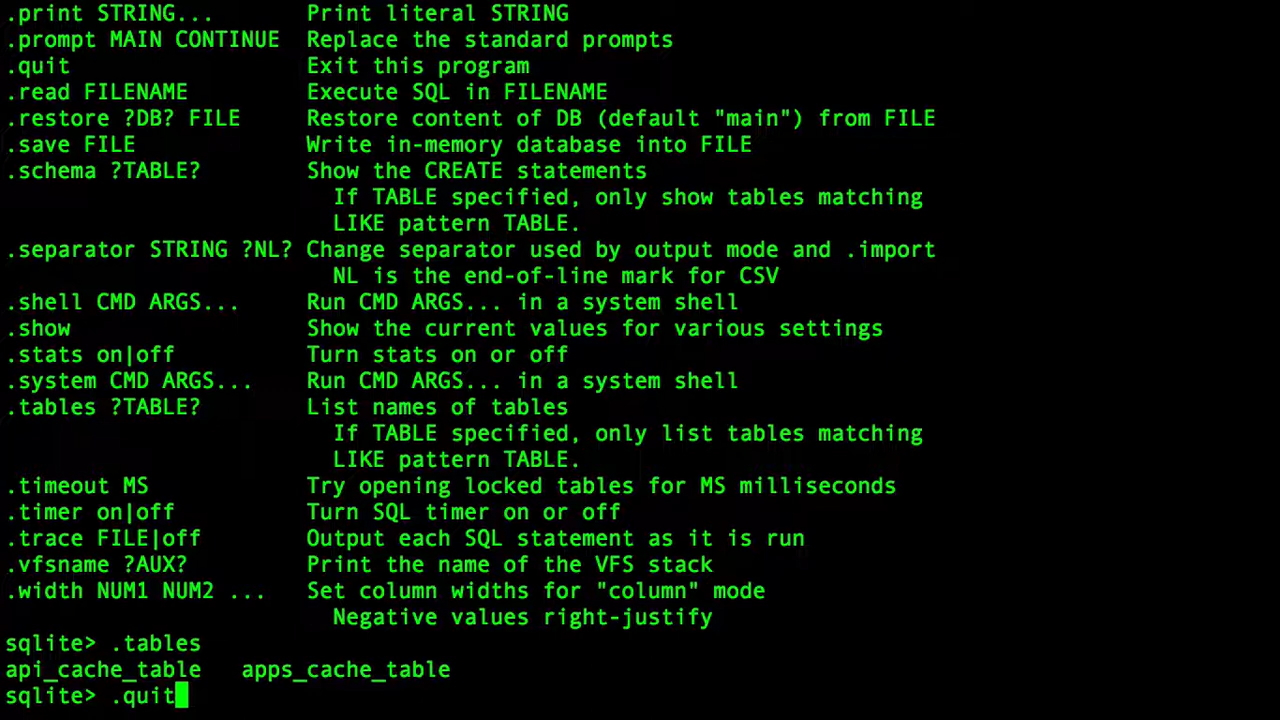 .print STRING...       Print literal STRING
.prompt MAIN CONTINUE  Replace the standard prompts
.quit                  Exit this program
.read FILENAME         Execute SQL in FILENAME
.restore ?DB? FILE     Restore content of DB (default "main") from FILE
.save FILE             Write in-memory database into FILE
.schema ?TABLE?        Show the CREATE statements
                         If TABLE specified, only show tables matching
                         LIKE pattern TABLE.
.separator STRING ?NL? Change separator used by output mode and .import
                         NL is the end-of-line mark for CSV
.shell CMD ARGS...     Run CMD ARGS... in a system shell
.show                  Show the current values for various settings
.stats on|off          Turn stats on or off
.system CMD ARGS...    Run CMD ARGS... in a system shell
.tables ?TABLE?        List names of tables
                         If TABLE specified, only list tables matching
                         LIKE pattern TABLE.
.timeout MS            Try opening locked tables for MS milliseconds
.timer on|off          Turn SQL timer on or off
.trace FILE|off        Output each SQL statement as it is run
.vfsname ?AUX?         Print the name of the VFS stack
.width NUM1 NUM2 ...   Set column widths for "column" mode
                         Negative values right-justify
sqlite> .tables
api_cache_table   apps_cache_table
sqlite> .quit